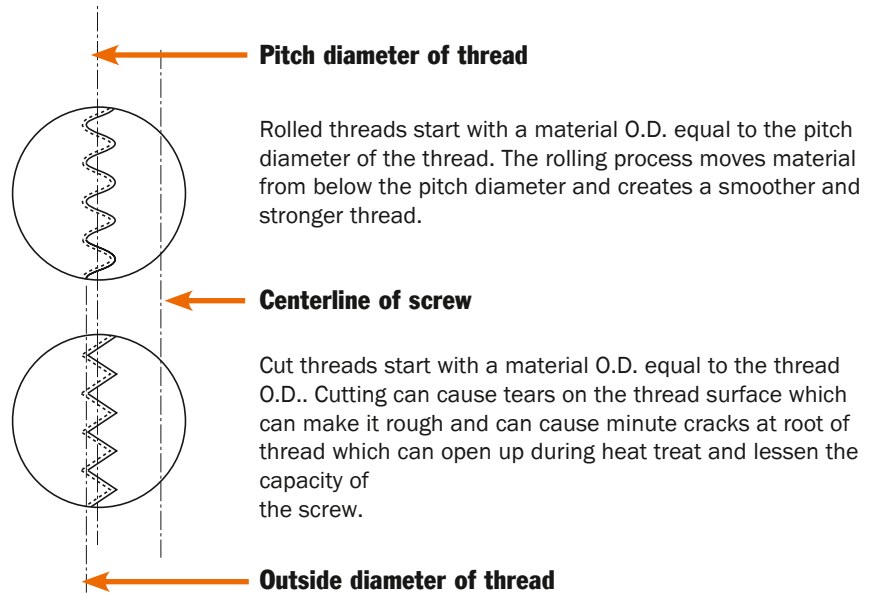 Pitch diameter of thread
Rolled threads start with a material O.D. equal to the pitch
diameter of the thread. The rolling process moves material
from below the pitch diameter and creates a smoother and
stronger thread.
Centerline of screw
Cut threads start with a material O.D. equal to the thread
O.D.. Cutting can cause tears on the thread surface which
can make it rough and can cause minute cracks at root of
thread which can open up during heat treat and lessen the
capacity of
the screw.
Outside diameter of thread